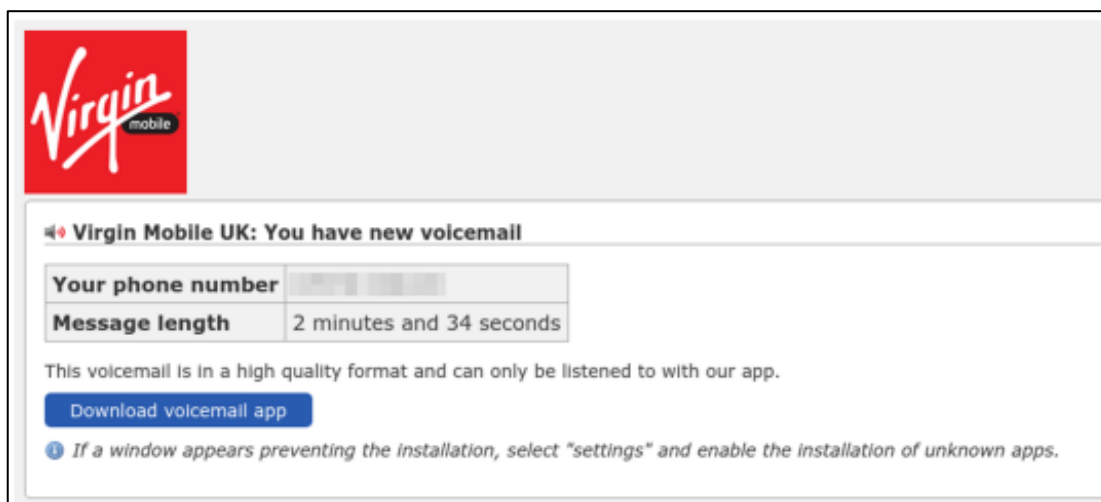 Virgin
mobile
Virgin Mobile UK: You have new voicemail
Your phone number
Message length 2 minutes and 34 seconds
This voicemail is in a high quality format and can only be listened to with our app.
Download voicemail app
If a window appears preventing the installation, select "settings" and enable the installation of unknown apps.